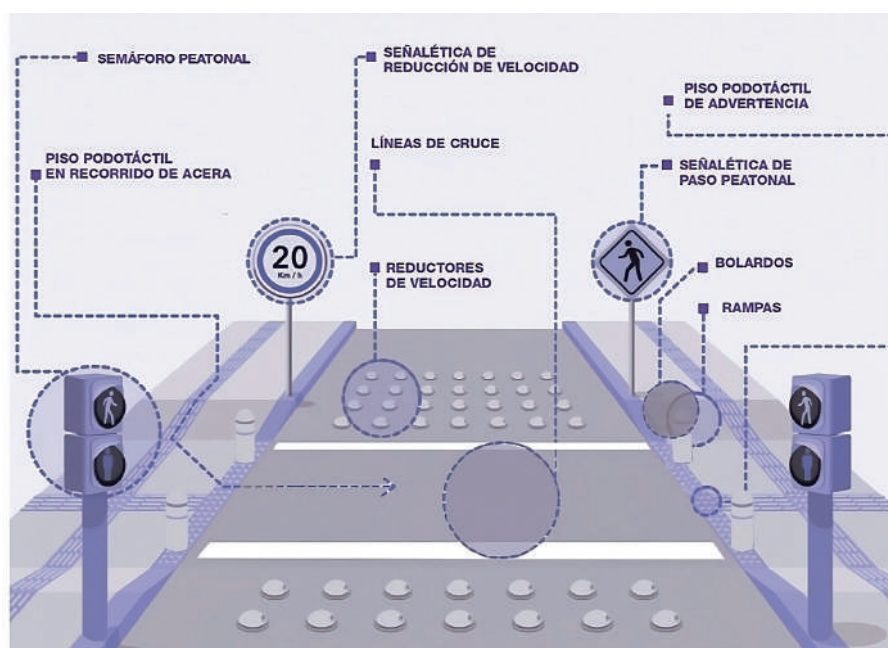 SEMÁFORO PEATONAL
SEÑALÉTICA DE
REDUCCIÓN DE VELOCIDAD
PISO PODOTÁCTIL
DE ADVERTENCIA
PISO PODOTÁCTIL
EN RECORRIDO DE ACERA
LÍNEAS DE CRUCE
SEÑALÉTICA DE
PASO PEATONAL
20
Km / h
REDUCTORES
DE VELOCIDAD
BOLARDOS
RAMPAS